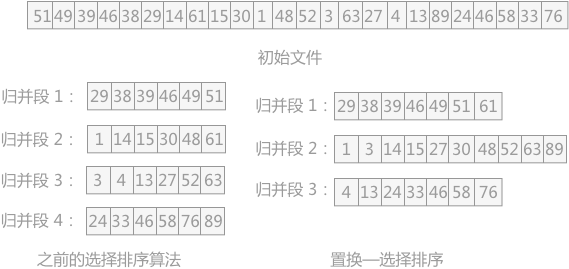 51 49 39 46 38 29 14 61 15 30 1 48 52 3 63 27 4 13 89 24 46 58 33 76
初始文件
归并段 1： 29 38 39 46 49 51
归并段 2： 1 14 15 30 48 61
归并段 3： 3 4 13 27 52 63
归并段 4： 24 33 46 58 76 89
之前的选择排序算法
归并段 1： 29 38 39 46 49 51 61
归并段 2： 1 3 14 15 27 30 48 52 63 89
归并段 3： 4 13 24 33 46 58 76
置换—选择排序